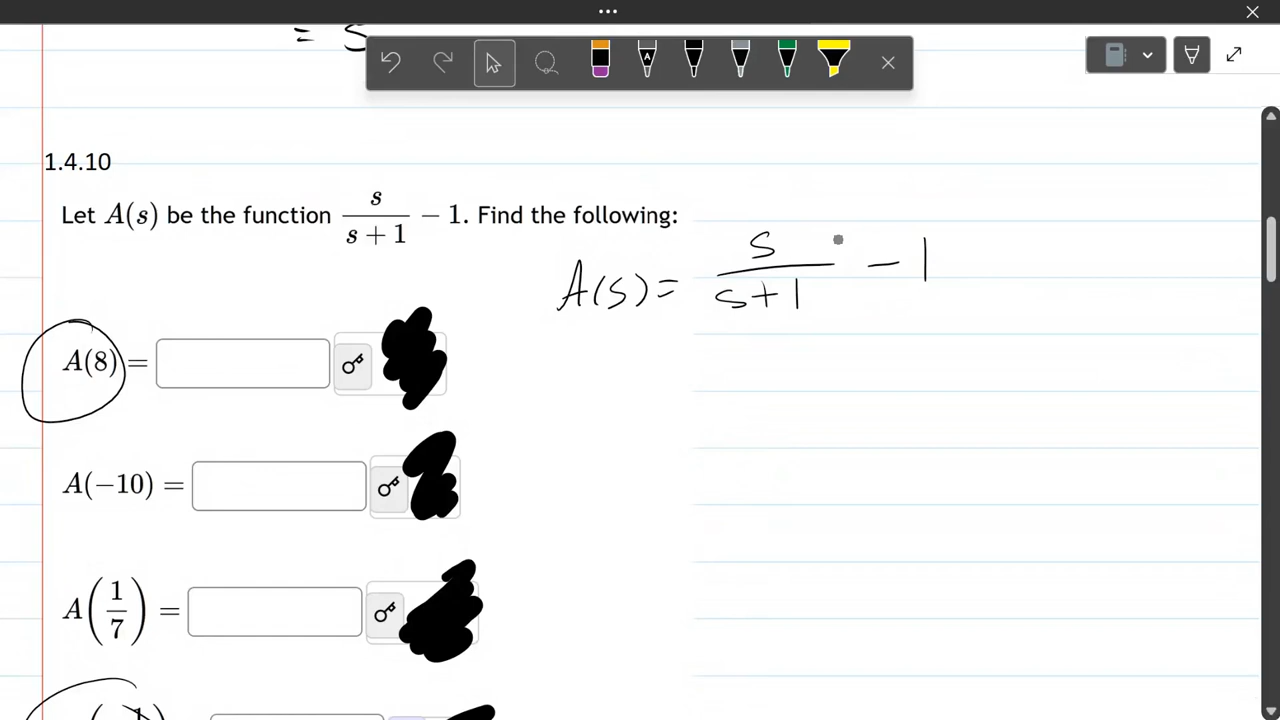 = s
1.4.10
Let A(s) be the function s/(s + 1) − 1. Find the following:
A(s) = s/(s+1) − 1
A(8) =
A(−10) =
A(1/7) =